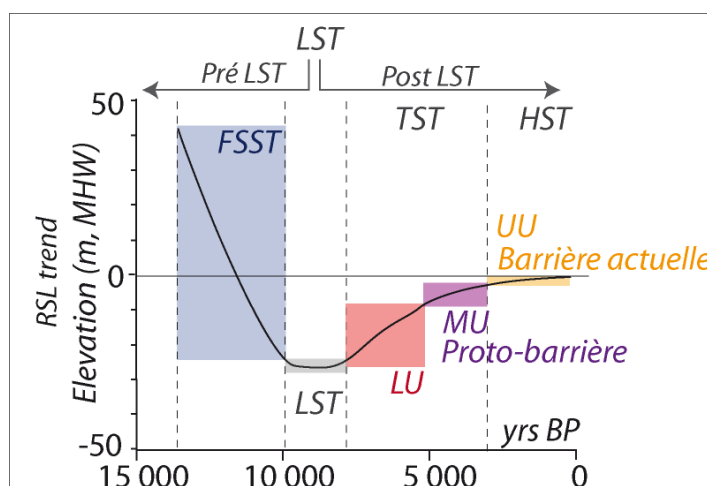 LST
Pré LST
Post LST
50
TST
HST
FSST
UU
Barrière actuelle
0
RSL trend
Elevation (m, MHW)
MU
Proto-barrière
LU
LST
-50
yrs BP
15 000
10 000
5 000
0